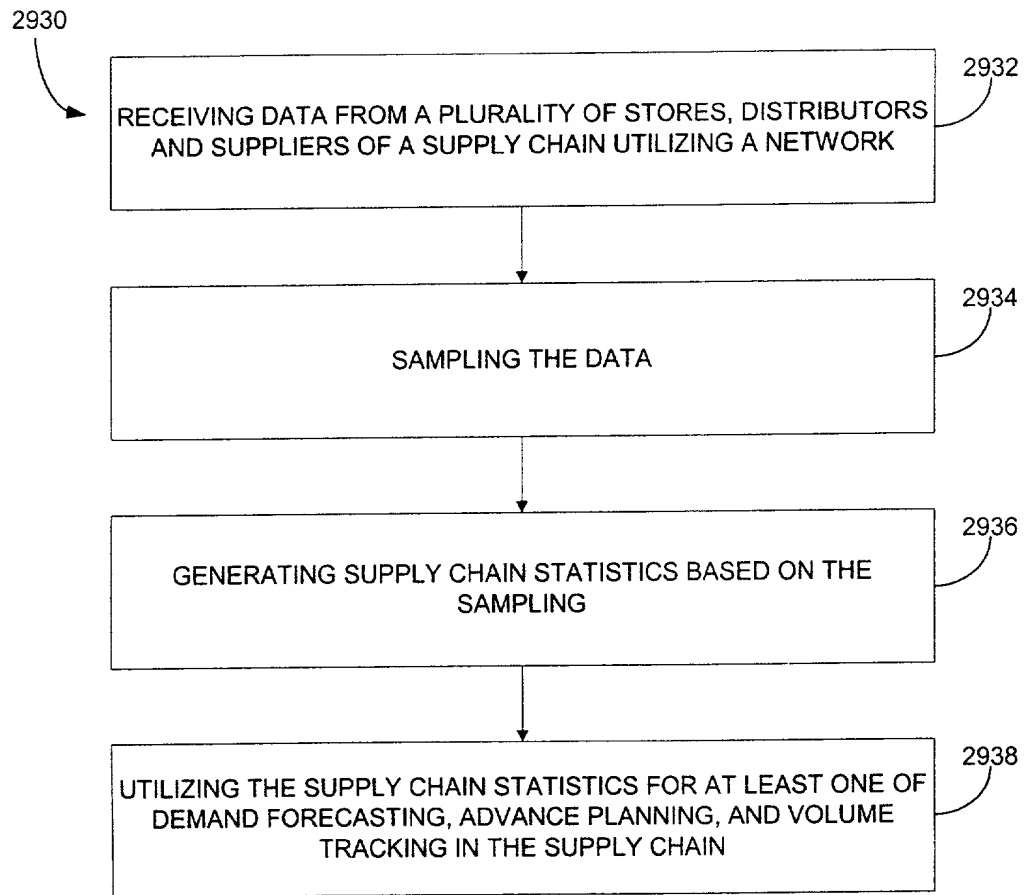 2930
2932
RECEIVING DATA FROM A PLURALITY OF STORES, DISTRIBUTORS
AND SUPPLIERS OF A SUPPLY CHAIN UTILIZING A NETWORK
2934
SAMPLING THE DATA
2936
GENERATING SUPPLY CHAIN STATISTICS BASED ON THE
SAMPLING
2938
UTILIZING THE SUPPLY CHAIN STATISTICS FOR AT LEAST ONE OF
DEMAND FORECASTING, ADVANCE PLANNING, AND VOLUME
TRACKING IN THE SUPPLY CHAIN